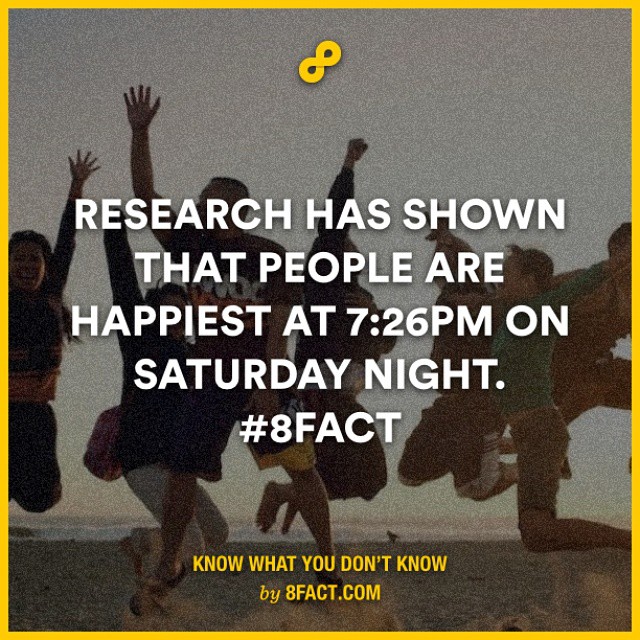 RESEARCH HAS SHOWN
THAT PEOPLE ARE
HAPPIEST AT 7:26PM ON
SATURDAY NIGHT.
#8FACT
KNOW WHAT YOU DON'T KNOW
by 8FACT.COM